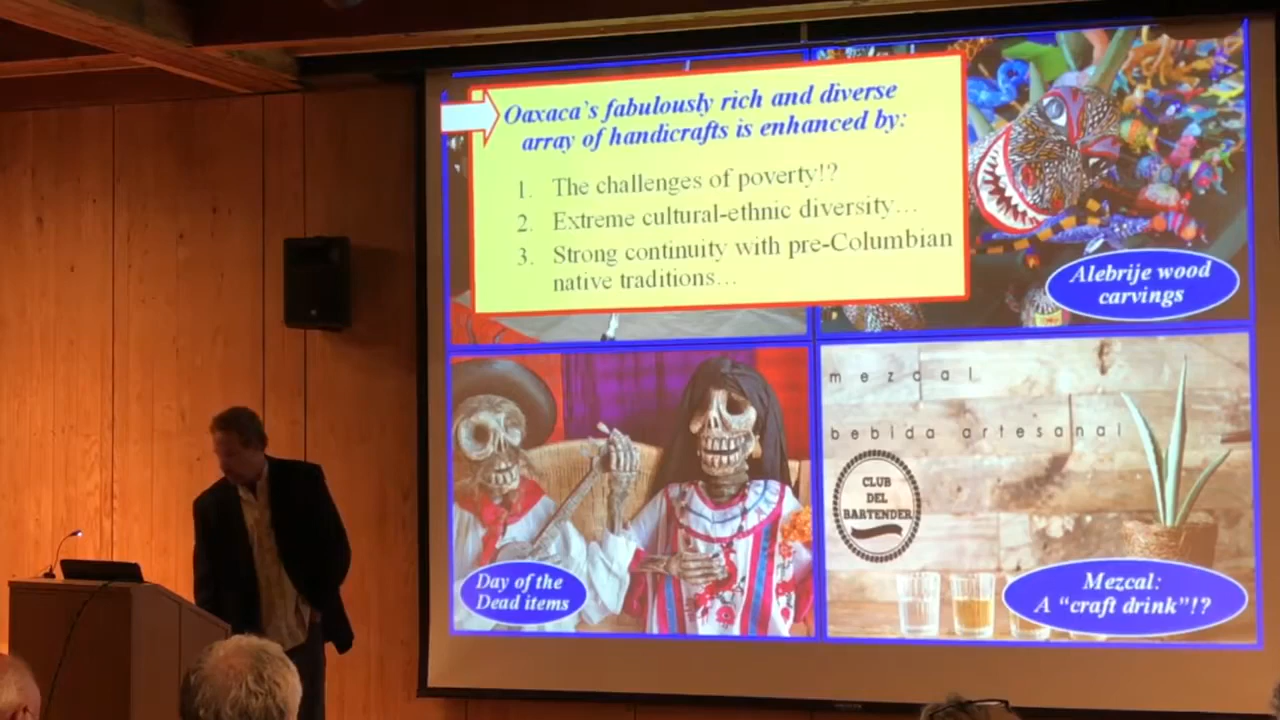 Oaxaca's fabulously rich and diverse
array of handicrafts is enhanced by:
1. The challenges of poverty!?
2. Extreme cultural-ethnic diversity…
3. Strong continuity with pre-Columbian
native traditions…
Alebrije wood
carvings
mezcal
bebida artesanal
CLUB
DEL
BARTENDER
Day of the
Dead items
Mezcal:
A “craft drink”!?